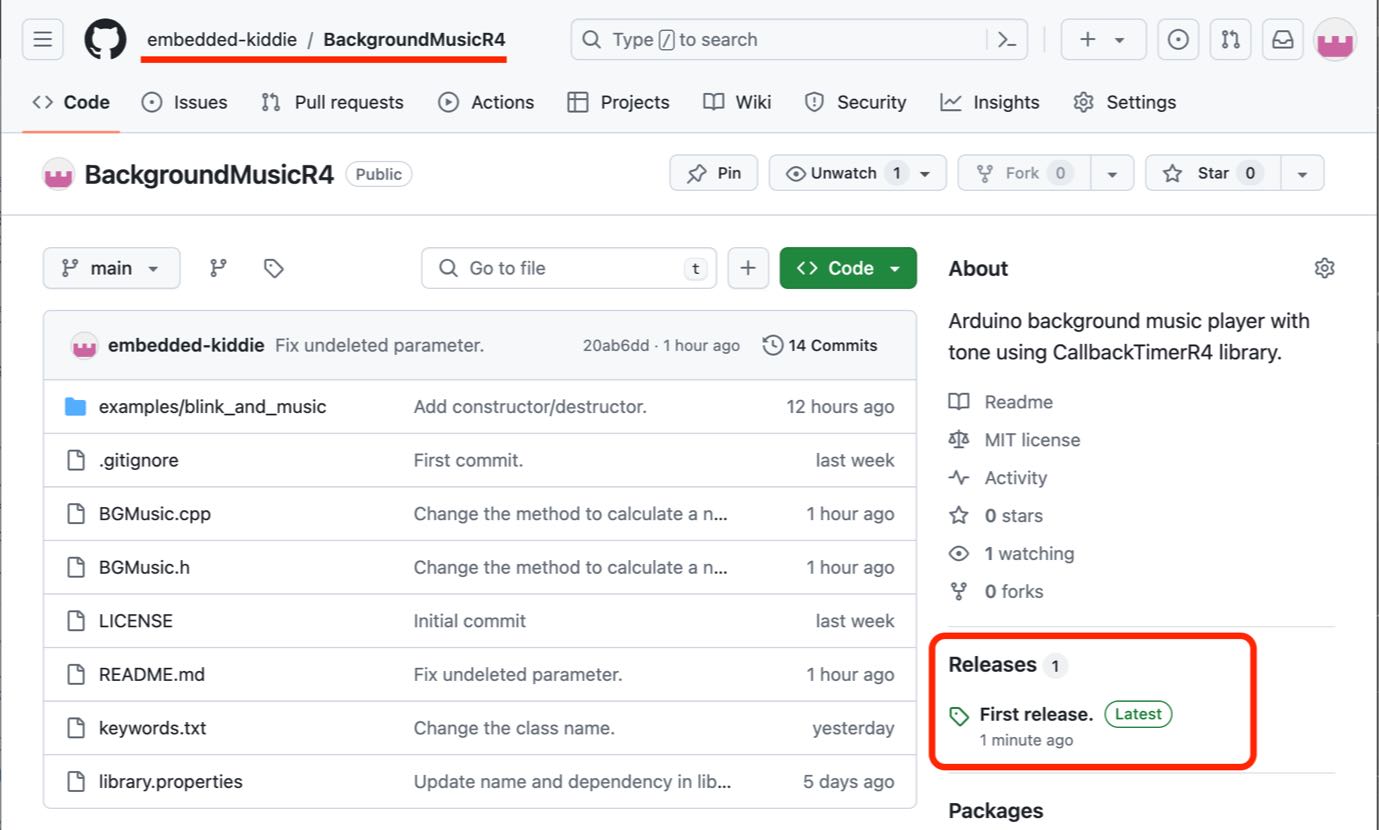 embedded-kiddie / BackgroundMusicR4 Type / to search
Code Issues Pull requests Actions Projects Wiki Security Insights Settings
BackgroundMusicR4 Public Pin Unwatch 1 Fork 0 Star 0
main Go to file t Code
embedded-kiddie Fix undeleted parameter. 20ab6dd · 1 hour ago 14 Commits
examples/blink_and_music Add constructor/destructor. 12 hours ago
.gitignore First commit. last week
BGMusic.cpp Change the method to calculate a n... 1 hour ago
BGMusic.h Change the method to calculate a n... 1 hour ago
LICENSE Initial commit last week
README.md Fix undeleted parameter. 1 hour ago
keywords.txt Change the class name. yesterday
library.properties Update name and dependency in lib... 5 days ago
About
Arduino background music player with
tone using CallbackTimerR4 library.
Readme
MIT license
Activity
0 stars
1 watching
0 forks
Releases 1
First release. Latest
1 minute ago
Packages